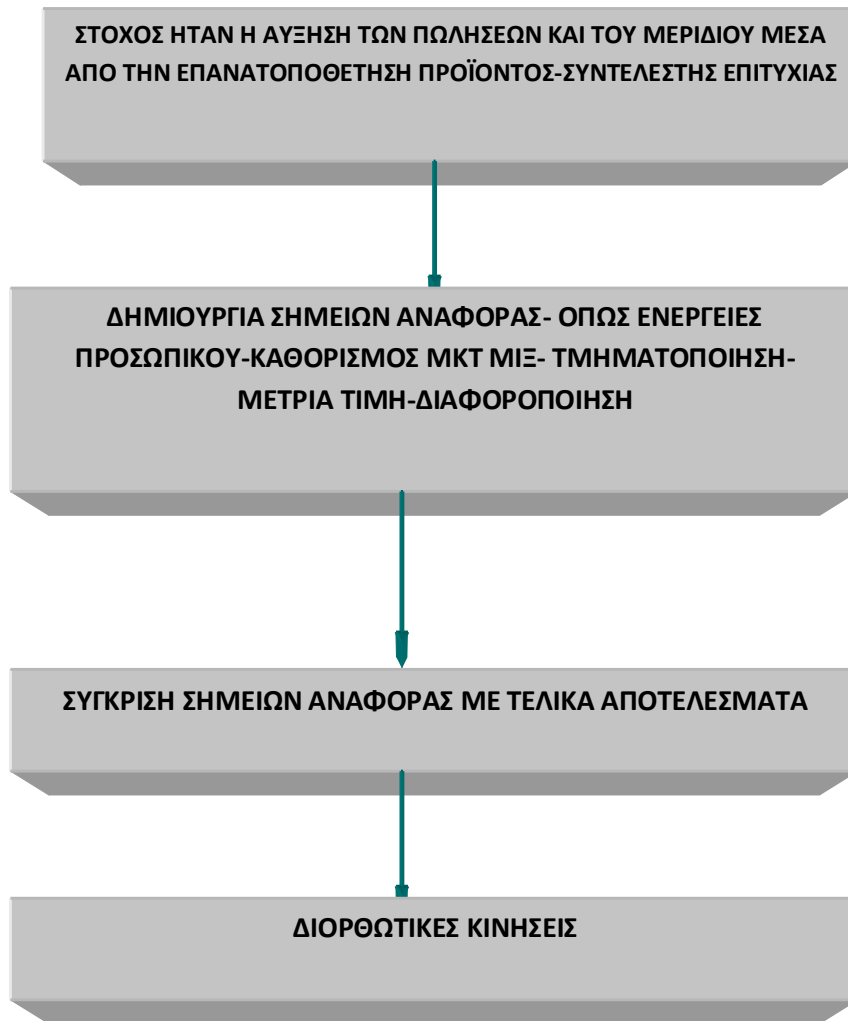 ΣΤΟΧΟΣ ΗΤΑΝ Η ΑΥΞΗΣΗ ΤΩΝ ΠΩΛΗΣΕΩΝ ΚΑΙ ΤΟΥ ΜΕΡΙΔΙΟΥ ΜΕΣΑ
ΑΠΟ ΤΗΝ ΕΠΑΝΑΤΟΠΟΘΕΤΗΣΗ ΠΡΟΪΟΝΤΟΣ-ΣΥΝΤΕΛΕΣΤΗΣ ΕΠΙΤΥΧΙΑΣ
ΔΗΜΙΟΥΡΓΙΑ ΣΗΜΕΙΩΝ ΑΝΑΦΟΡΑΣ- ΟΠΩΣ ΕΝΕΡΓΕΙΕΣ
ΠΡΟΣΩΠΙΚΟΥ-ΚΑΘΟΡΙΣΜΟΣ ΜΚΤ ΜΙΞ- ΤΜΗΜΑΤΟΠΟΙΗΣΗ-
ΜΕΤΡΙΑ ΤΙΜΗ-ΔΙΑΦΟΡΟΠΟΙΗΣΗ
ΣΥΓΚΡΙΣΗ ΣΗΜΕΙΩΝ ΑΝΑΦΟΡΑΣ ΜΕ ΤΕΛΙΚΑ ΑΠΟΤΕΛΕΣΜΑΤΑ
ΔΙΟΡΘΩΤΙΚΕΣ ΚΙΝΗΣΕΙΣ